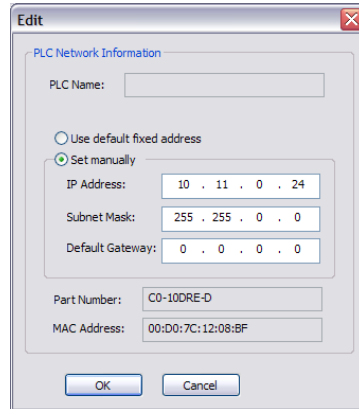 Edit
PLC Network Information
PLC Name:
Use default fixed address
Set manually
IP Address: 10 . 11 . 0 . 24
Subnet Mask: 255 . 255 . 0 . 0
Default Gateway: 0 . 0 . 0 . 0
Part Number: C0-10DRE-D
MAC Address: 00:D0:7C:12:08:BF
OK Cancel